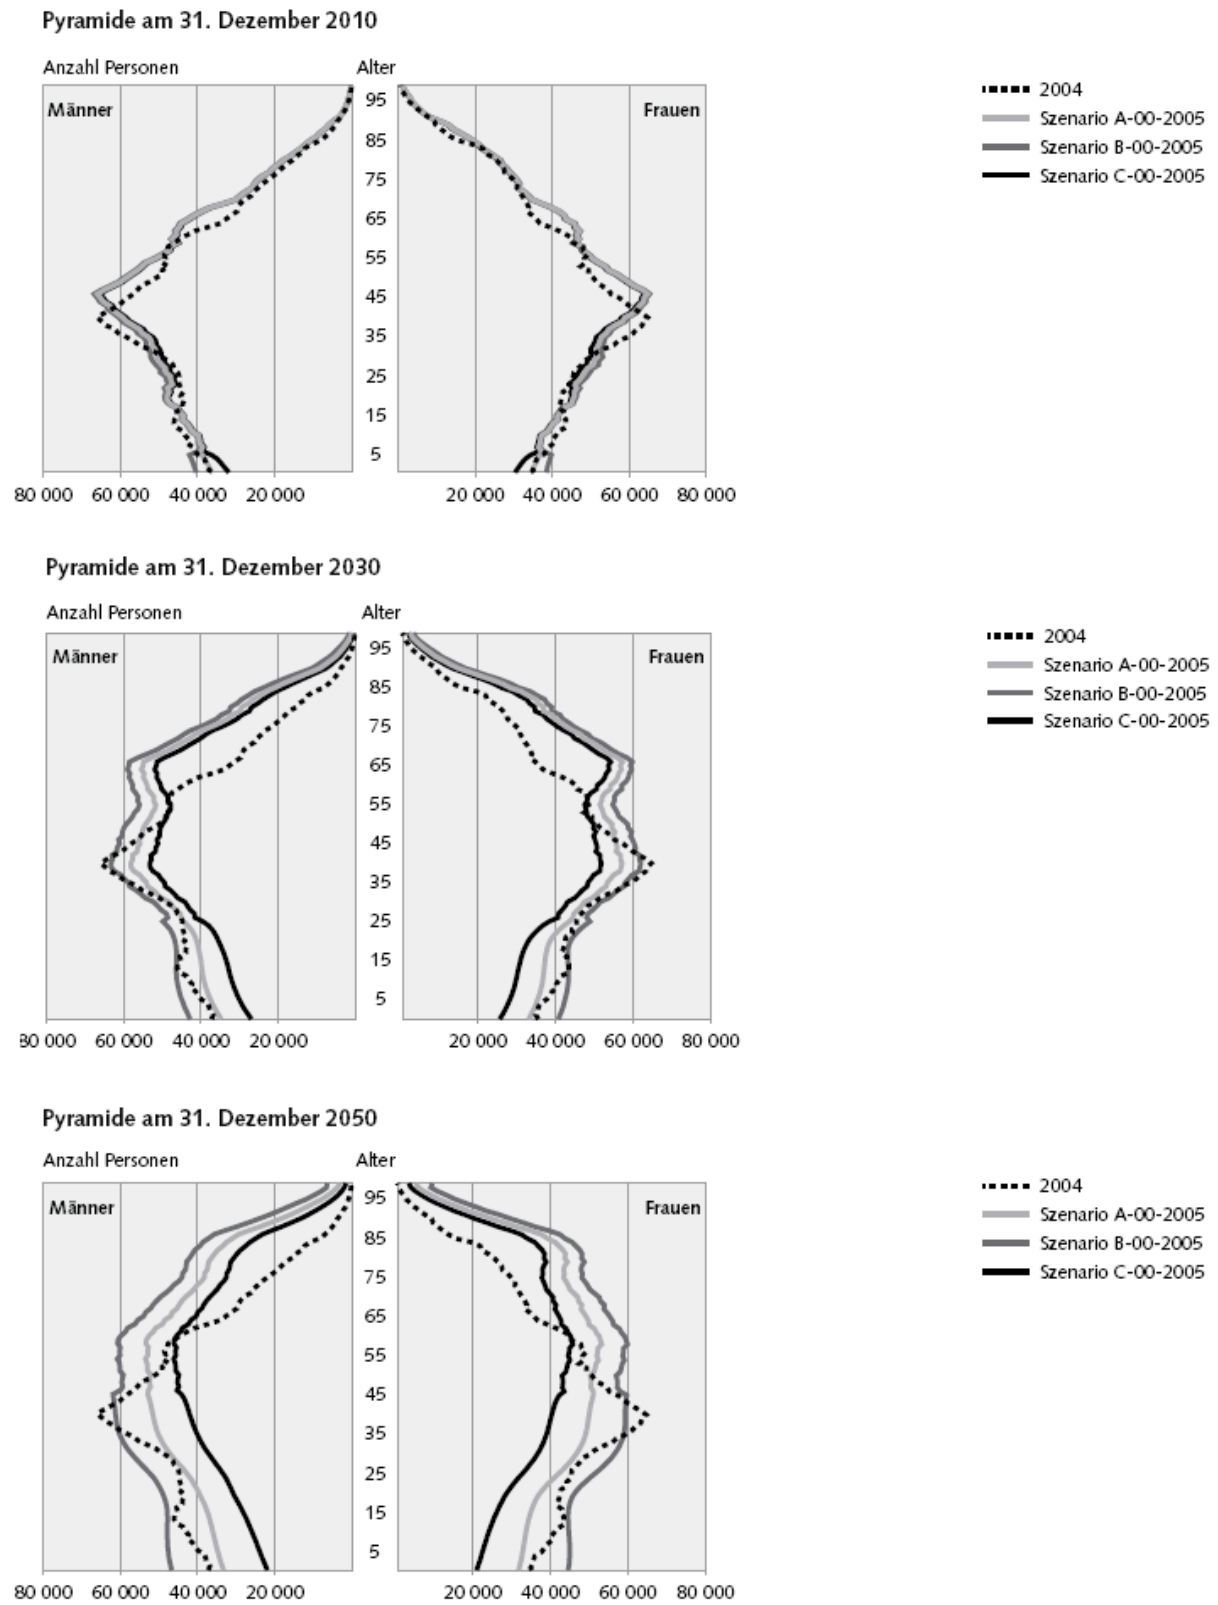 Pyramide am 31. Dezember 2010
Anzahl Personen Alter
Männer
Frauen
95
85
75
65
55
45
35
25
15
5
80 000 60 000 40 000 20 000
20 000 40 000 60 000 80 000
2004
Szenario A-00-2005
Szenario B-00-2005
Szenario C-00-2005
Pyramide am 31. Dezember 2030
Anzahl Personen Alter
Männer
Frauen
95
85
75
65
55
45
35
25
15
5
80 000 60 000 40 000 20 000
20 000 40 000 60 000 80 000
2004
Szenario A-00-2005
Szenario B-00-2005
Szenario C-00-2005
Pyramide am 31. Dezember 2050
Anzahl Personen Alter
Männer
Frauen
95
85
75
65
55
45
35
25
15
5
80 000 60 000 40 000 20 000
20 000 40 000 60 000 80 000
2004
Szenario A-00-2005
Szenario B-00-2005
Szenario C-00-2005